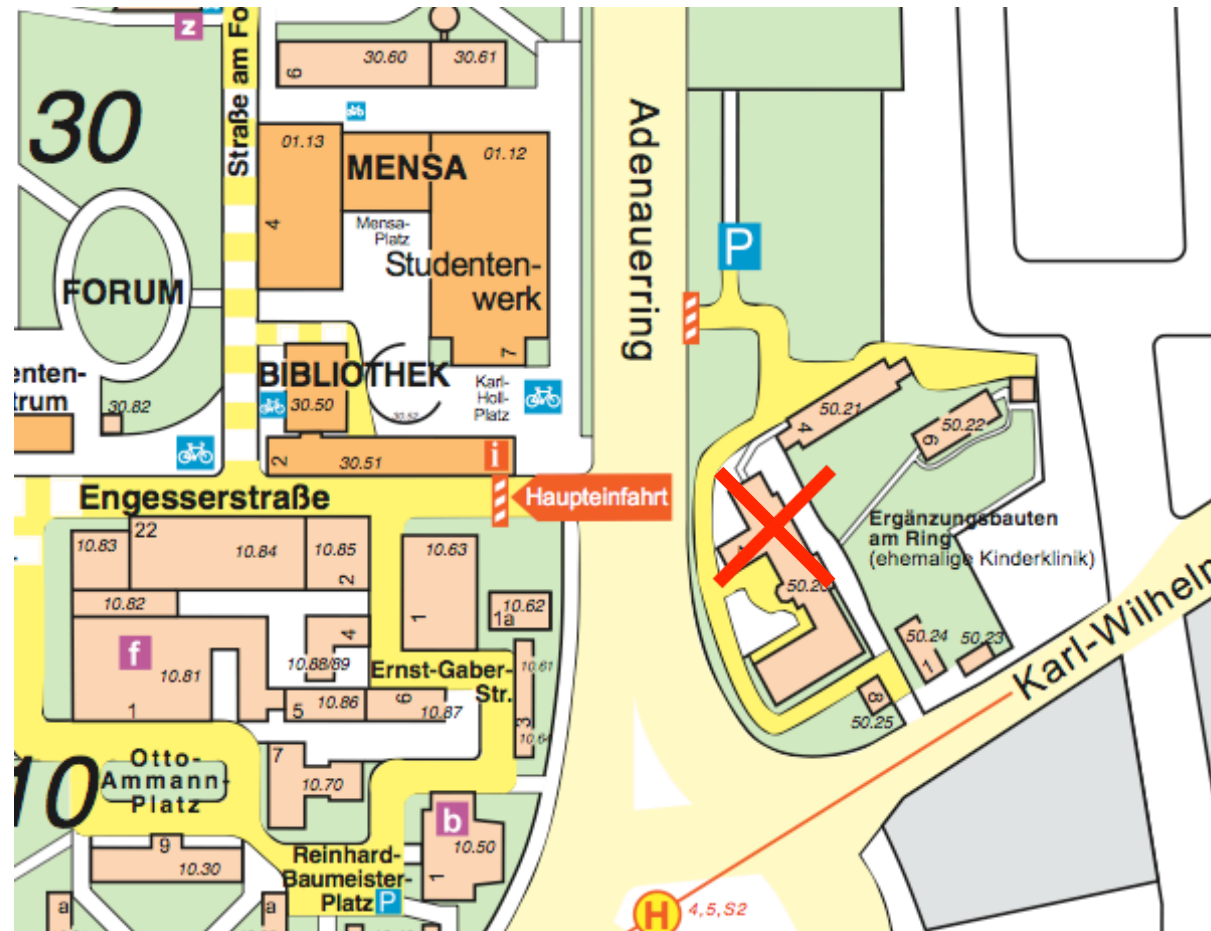 z
Straße am Fo
6
30.60
30.61
30
01.13
MENSA
01.12
4
Mensa-
Platz
Studenten-
werk
7
FORUM
Adenauerring
P
enten-
trum
30.82
BIBLIOTHEK
30.50
30.52
Karl-
Holl-
Platz
2
30.51
i
Haupteinfahrt
Engesserstraße
50.21
4
50.22
9
Ergänzungsbauten
am Ring
(ehemalige Kinderklinik)
50.20
50.24
1
50.23
8
50.25
Karl-Wilhelm
10.83
22
10.84
10.85
2
10.82
10.63
1
10.62
1a
f
10.81
1
4
10.88/89
Ernst-Gaber-
Str.
5
10.86
6
10.87
10.61
3
10.64
10
Otto-
Ammann-
Platz
7
10.70
9
10.30
b
10.50
1
Reinhard-
Baumeister-
Platz
P
a
a
H
4,5,S2